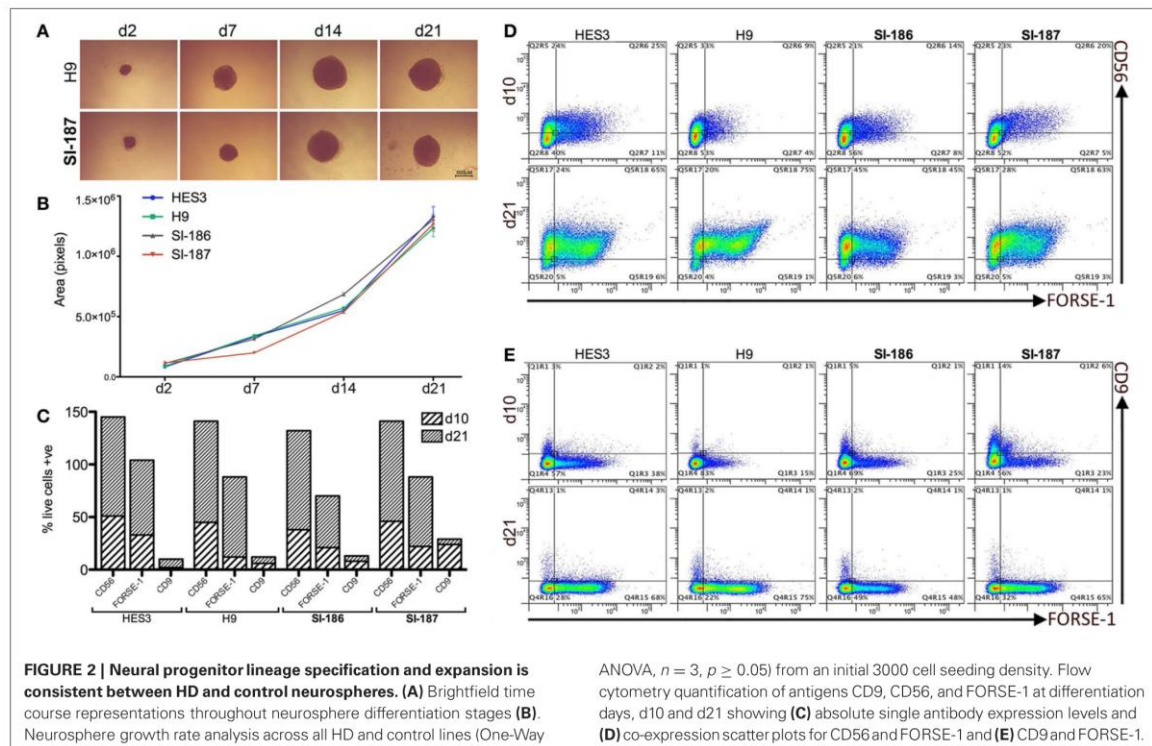 A
d2 d7 d14 d21
H9
SI-187
500μm
B
HES3
H9
SI-186
SI-187
Area (pixels)
1.5×10⁶
1.0×10⁶
5.0×10⁵
0.0
d2 d7 d14 d21
C
d10
d21
% live cells +ve
150
100
50
0
CD56 FORSE-1 CD9 CD56 FORSE-1 CD9 CD56 FORSE-1 CD9 CD56 FORSE-1 CD9
HES3 H9 SI-186 SI-187
D
HES3 H9 SI-186 SI-187
CD56
d10
Q2R5 24% Q2R6 25% Q2R5 33% Q2R6 9% Q2R5 21% Q2R6 14% Q2R5 23% Q2R6 20%
Q2R8 40% Q2R7 11% Q2R8 53% Q2R7 4% Q2R8 56% Q2R7 8% Q2R8 52% Q2R7 5%
d21
Q5R17 24% Q5R18 65% Q5R17 20% Q5R18 75% Q5R17 45% Q5R18 45% Q5R17 28% Q5R18 63%
Q5R20 5% Q5R19 6% Q5R20 4% Q5R19 1% Q5R20 6% Q5R19 3% Q5R20 5% Q5R19 3%
FORSE-1
E
HES3 H9 SI-186 SI-187
CD9
d10
Q1R1 3% Q1R2 2% Q1R1 1% Q1R2 1% Q1R1 5% Q1R2 1% Q1R1 14% Q1R2 6%
Q1R4 57% Q1R3 38% Q1R4 83% Q1R3 15% Q1R4 69% Q1R3 25% Q1R4 56% Q1R3 23%
d21
Q4R13 1% Q4R14 3% Q4R13 2% Q4R14 1% Q4R13 2% Q4R14 1% Q4R13 1% Q4R14 1%
Q4R16 28% Q4R15 68% Q4R16 22% Q4R15 75% Q4R16 49% Q4R15 48% Q4R16 32% Q4R15 65%
FORSE-1
FIGURE 2 | Neural progenitor lineage specification and expansion is
consistent between HD and control neurospheres. (A) Brightfield time
course representations throughout neurosphere differentiation stages (B).
Neurosphere growth rate analysis across all HD and control lines (One-Way
ANOVA, n = 3, p ≥ 0.05) from an initial 3000 cell seeding density. Flow
cytometry quantification of antigens CD9, CD56, and FORSE-1 at differentiation
days, d10 and d21 showing (C) absolute single antibody expression levels and
(D) co-expression scatter plots for CD56 and FORSE-1 and (E) CD9 and FORSE-1.